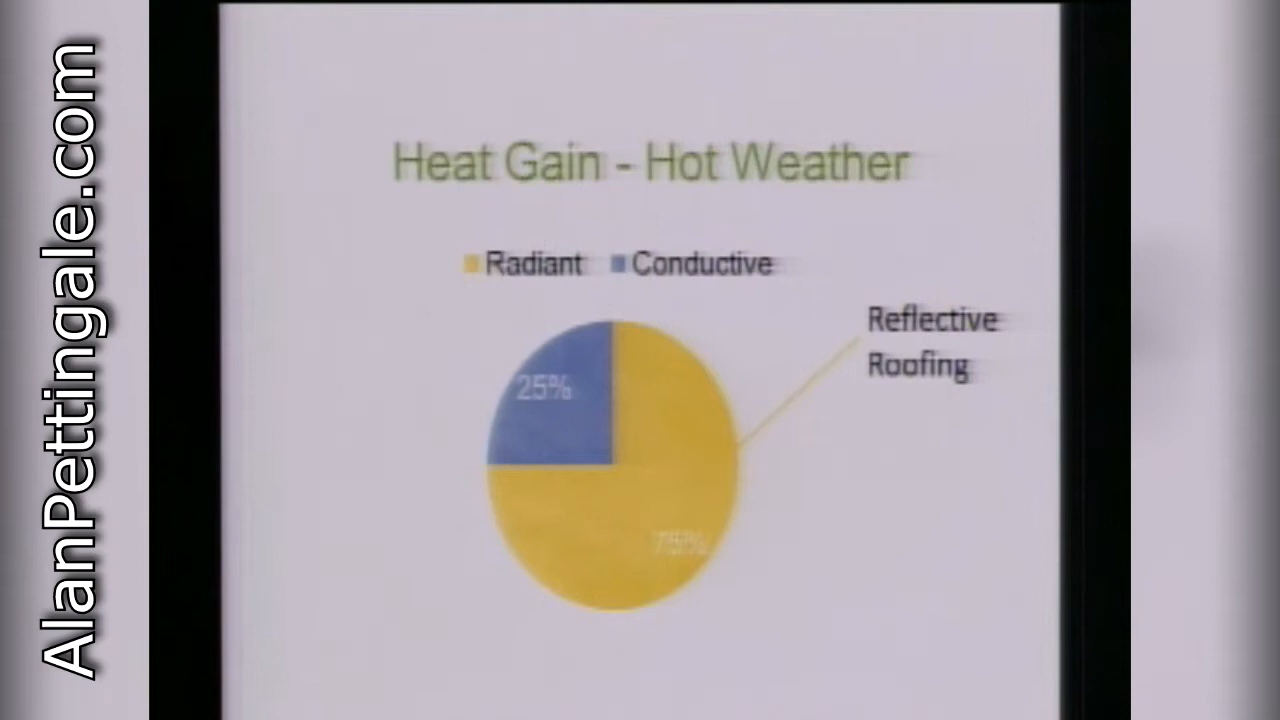 AlanPettingale.com
Heat Gain - Hot Weather
Radiant Conductive
Reflective
Roofing
25%
75%